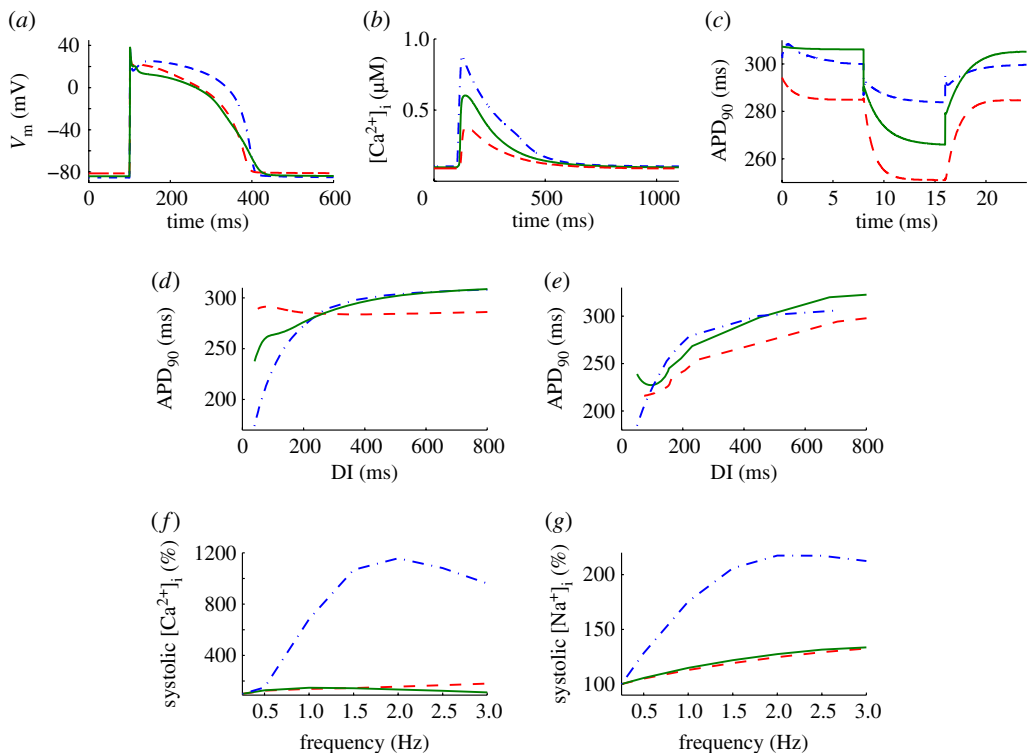 (a) (b) (c)
40
0
−40
−80
V_m (mV)
0 200 400 600
time (ms)
1.0
0.5
[Ca2+]i (µM)
0 500 1000
time (ms)
300
280
260
APD90 (ms)
0 10 20
time (ms)
(d) (e)
300
250
200
APD90 (ms)
0 200 400 600 800
DI (ms)
300
250
200
APD90 (ms)
0 200 400 600 800
DI (ms)
(f) (g)
1200
800
400
systolic [Ca2+]i (%)
0.5 1.0 1.5 2.0 2.5 3.0
frequency (Hz)
200
150
100
systolic [Na+]i (%)
0.5 1.0 1.5 2.0 2.5 3.0
frequency (Hz)